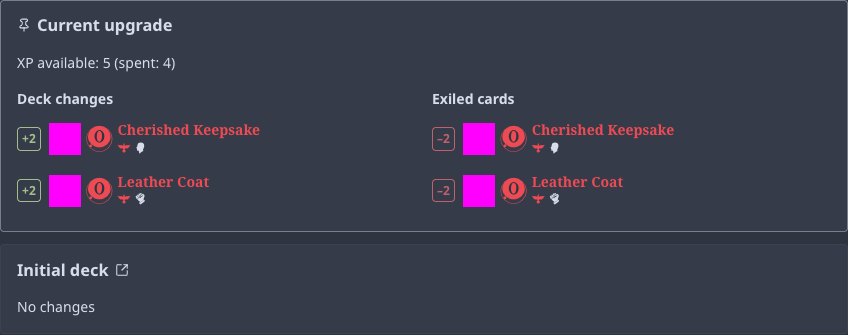 Current upgrade
XP available: 5 (spent: 4)
Deck changes
+2 0 Cherished Keepsake
+2 0 Leather Coat
Exiled cards
–2 0 Cherished Keepsake
–2 0 Leather Coat
Initial deck
No changes